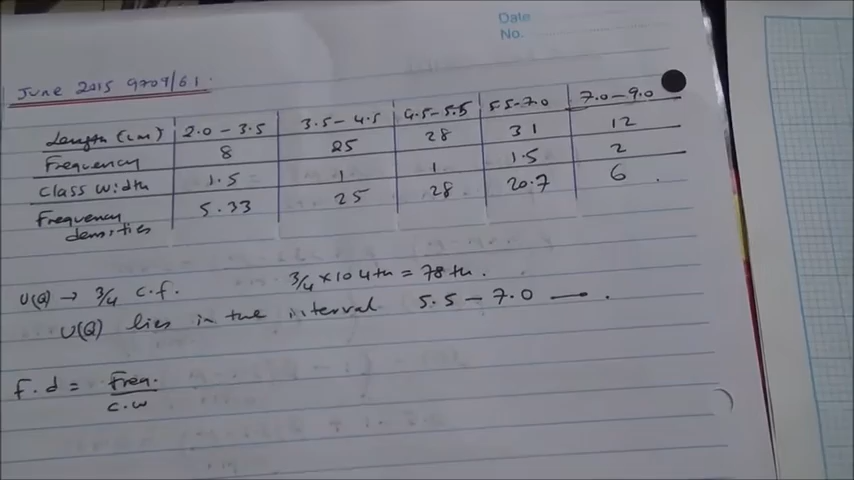 Date
No.
June 2015 9709/61.
Length (cm) 2.0 - 3.5 3.5 - 4.5 4.5 - 5.5 5.5 - 7.0 7.0 - 9.0
Frequency 8 25 28 31 12
Class width 1.5 1 1 1.5 2
Frequency densities 5.33 25 28 20.7 6
U(Q) → 3/4 c.f. 3/4 × 104th = 78th.
U(Q) lies in the interval 5.5 - 7.0 — .
F.d = Freq. / c.w